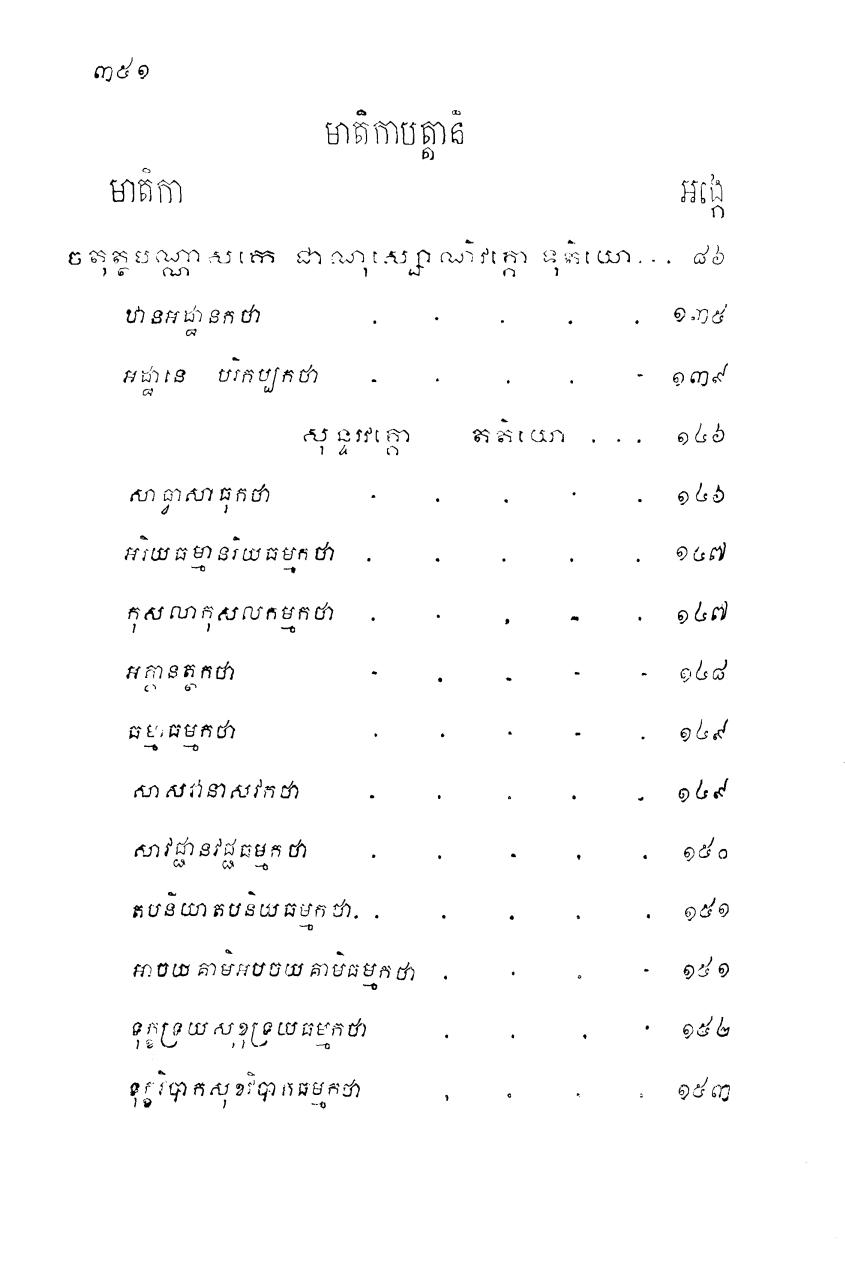 ៣៥១
មាតិកាបត្តានំ
មាតិកា អង្កេ
ចតុត្ថបណ្ណាសកេ ជាណុស្សោណិវគ្គោ ទុតិយោ... ៨៦
ឋានអដ្ឋានកថា . . . . . ១៣៥
អដ្ឋានេ បរិកប្បកថា . . . . . ១៣៩
សុន្ទរវគ្គោ តតិយោ ... ១៤៦
សាធ្វាសាធុកថា . . . . . ១៤៦
អរិយធម្មានរិយធម្មកថា . . . . . ១៤៧
កុសលាកុសលកម្មកថា . . . . . ១៤៧
អត្ថានត្ថកថា . . . . . ១៤៨
ធម្មាធម្មកថា . . . . . ១៤៩
សាសវានាសវកថា . . . . . ១៤៩
សាវជ្ជានវជ្ជធម្មកថា . . . . . ១៥០
តបនិយាតបនិយធម្មកថា. . . . . . ១៥១
អាចយគាមិអបចយគាមិធម្មកថា . . . . ១៥១
ទុក្ខុទ្រយសុខុទ្រយធម្មកថា . . . . ១៥២
ទុក្ខវិបាកសុខវិបាកធម្មកថា . . . . ១៥៣